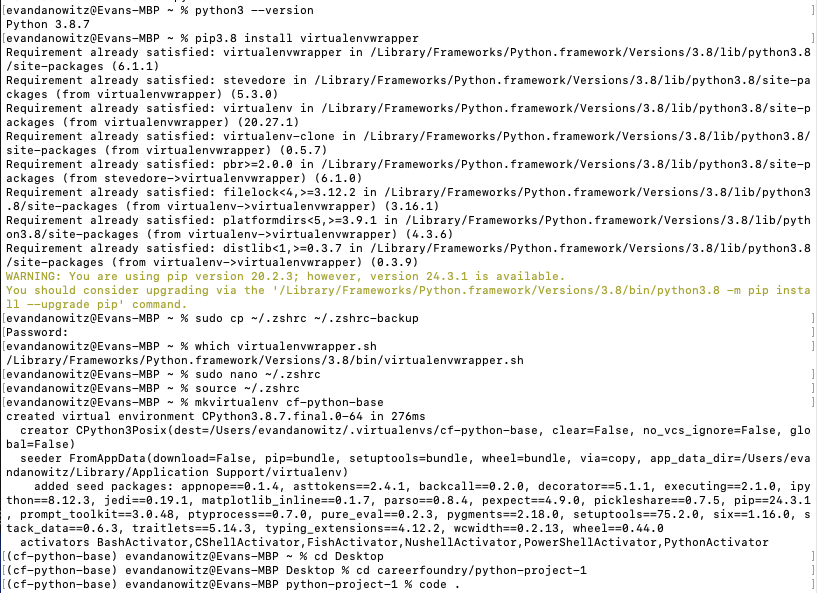 [evandanowitz@Evans-MBP ~ % python3 --version ]
Python 3.8.7
[evandanowitz@Evans-MBP ~ % pip3.8 install virtualenvwrapper ]
Requirement already satisfied: virtualenvwrapper in /Library/Frameworks/Python.framework/Versions/3.8/lib/python3.8
/site-packages (6.1.1)
Requirement already satisfied: stevedore in /Library/Frameworks/Python.framework/Versions/3.8/lib/python3.8/site-pa
ckages (from virtualenvwrapper) (5.3.0)
Requirement already satisfied: virtualenv in /Library/Frameworks/Python.framework/Versions/3.8/lib/python3.8/site-p
ackages (from virtualenvwrapper) (20.27.1)
Requirement already satisfied: virtualenv-clone in /Library/Frameworks/Python.framework/Versions/3.8/lib/python3.8/
site-packages (from virtualenvwrapper) (0.5.7)
Requirement already satisfied: pbr>=2.0.0 in /Library/Frameworks/Python.framework/Versions/3.8/lib/python3.8/site-p
ackages (from stevedore->virtualenvwrapper) (6.1.0)
Requirement already satisfied: filelock<4,>=3.12.2 in /Library/Frameworks/Python.framework/Versions/3.8/lib/python3
.8/site-packages (from virtualenv->virtualenvwrapper) (3.16.1)
Requirement already satisfied: platformdirs<5,>=3.9.1 in /Library/Frameworks/Python.framework/Versions/3.8/lib/pyth
on3.8/site-packages (from virtualenv->virtualenvwrapper) (4.3.6)
Requirement already satisfied: distlib<1,>=0.3.7 in /Library/Frameworks/Python.framework/Versions/3.8/lib/python3.8
/site-packages (from virtualenv->virtualenvwrapper) (0.3.9)
WARNING: You are using pip version 20.2.3; however, version 24.3.1 is available.
You should consider upgrading via the '/Library/Frameworks/Python.framework/Versions/3.8/bin/python3.8 -m pip insta
ll --upgrade pip' command.
[evandanowitz@Evans-MBP ~ % sudo cp ~/.zshrc ~/.zshrc-backup ]
[Password: ]
[evandanowitz@Evans-MBP ~ % which virtualenvwrapper.sh ]
/Library/Frameworks/Python.framework/Versions/3.8/bin/virtualenvwrapper.sh
[evandanowitz@Evans-MBP ~ % sudo nano ~/.zshrc ]
[evandanowitz@Evans-MBP ~ % source ~/.zshrc ]
[evandanowitz@Evans-MBP ~ % mkvirtualenv cf-python-base ]
created virtual environment CPython3.8.7.final.0-64 in 276ms
  creator CPython3Posix(dest=/Users/evandanowitz/.virtualenvs/cf-python-base, clear=False, no_vcs_ignore=False, glo
bal=False)
  seeder FromAppData(download=False, pip=bundle, setuptools=bundle, wheel=bundle, via=copy, app_data_dir=/Users/eva
ndanowitz/Library/Application Support/virtualenv)
    added seed packages: appnope==0.1.4, asttokens==2.4.1, backcall==0.2.0, decorator==5.1.1, executing==2.1.0, ipy
thon==8.12.3, jedi==0.19.1, matplotlib_inline==0.1.7, parso==0.8.4, pexpect==4.9.0, pickleshare==0.7.5, pip==24.3.1
, prompt_toolkit==3.0.48, ptyprocess==0.7.0, pure_eval==0.2.3, pygments==2.18.0, setuptools==75.2.0, six==1.16.0, s
tack_data==0.6.3, traitlets==5.14.3, typing_extensions==4.12.2, wcwidth==0.2.13, wheel==0.44.0
  activators BashActivator,CShellActivator,FishActivator,NushellActivator,PowerShellActivator,PythonActivator
[(cf-python-base) evandanowitz@Evans-MBP ~ % cd Desktop ]
[(cf-python-base) evandanowitz@Evans-MBP Desktop % cd careerfoundry/python-project-1 ]
[(cf-python-base) evandanowitz@Evans-MBP python-project-1 % code . ]